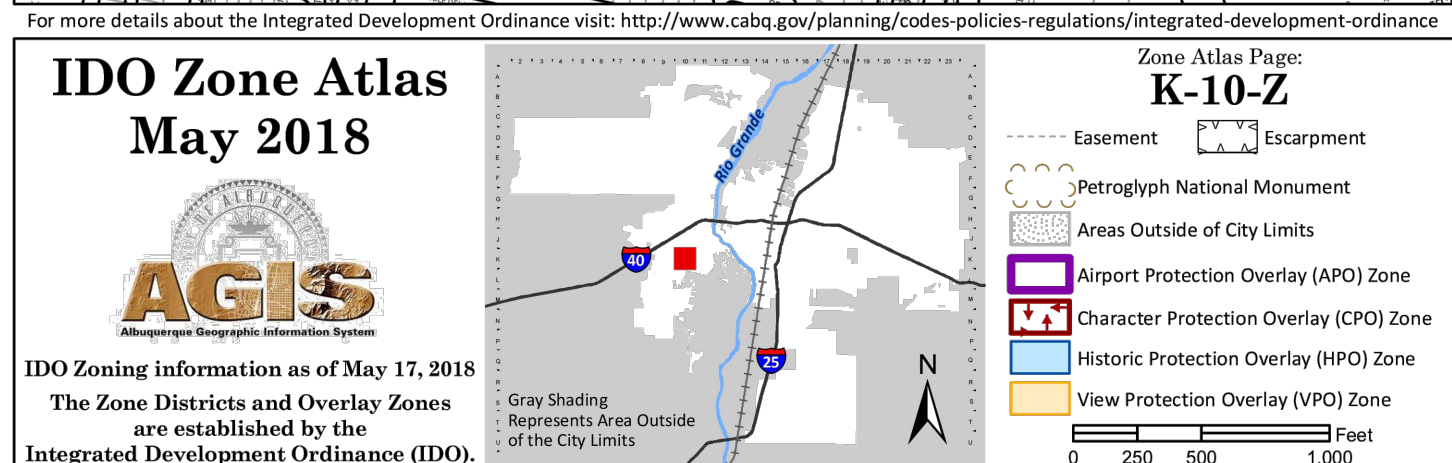 For more details about the Integrated Development Ordinance visit: http://www.cabq.gov/planning/codes-policies-regulations/integrated-development-ordinance
IDO Zone Atlas
May 2018
AGIS
Albuquerque Geographic Information System
IDO Zoning information as of May 17, 2018
The Zone Districts and Overlay Zones
are established by the
Integrated Development Ordinance (IDO).
Rio Grande
40
25
N
Gray Shading
Represents Area Outside
of the City Limits
Zone Atlas Page:
K-10-Z
Easement
Escarpment
Petroglyph National Monument
Areas Outside of City Limits
Airport Protection Overlay (APO) Zone
Character Protection Overlay (CPO) Zone
Historic Protection Overlay (HPO) Zone
View Protection Overlay (VPO) Zone
Feet
0 250 500 1,000